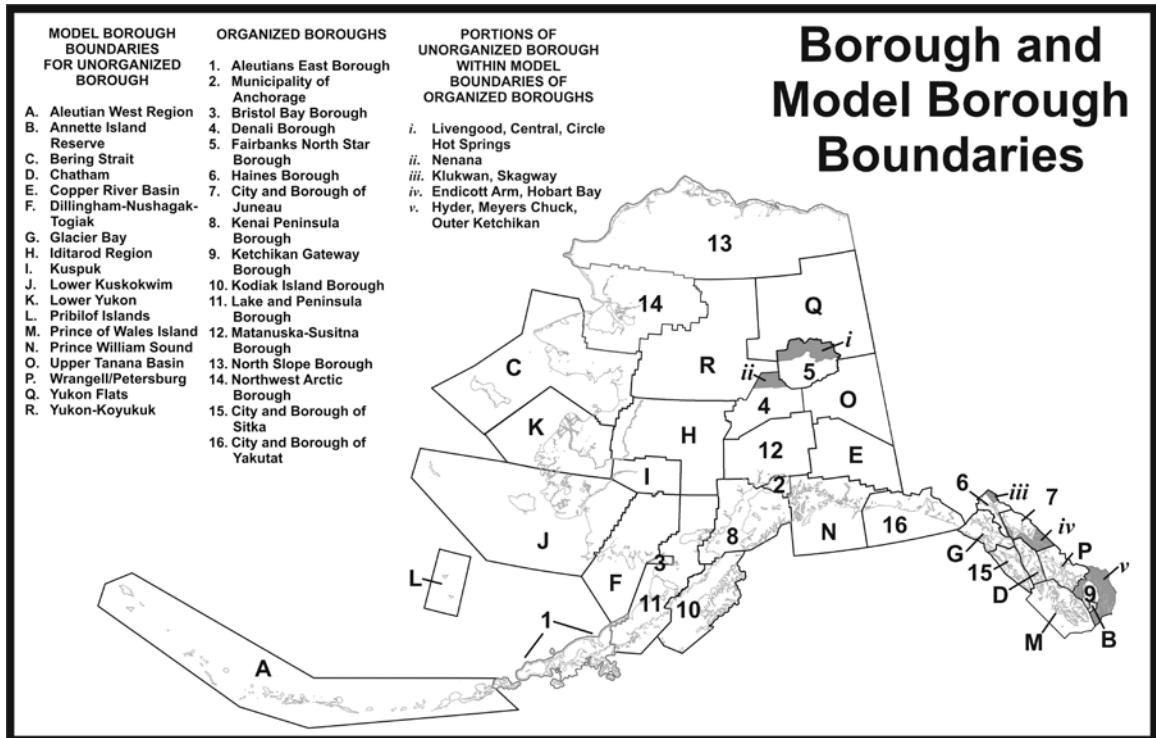 MODEL BOROUGH
BOUNDARIES
FOR UNORGANIZED
BOROUGH
A. Aleutian West Region
B. Annette Island
Reserve
C. Bering Strait
D. Chatham
E. Copper River Basin
F. Dillingham-Nushagak-
Togiak
G. Glacier Bay
H. Iditarod Region
I. Kuspuk
J. Lower Kuskokwim
K. Lower Yukon
L. Pribilof Islands
M. Prince of Wales Island
N. Prince William Sound
O. Upper Tanana Basin
P. Wrangell/Petersburg
Q. Yukon Flats
R. Yukon-Koyukuk
ORGANIZED BOROUGHS
1. Aleutians East Borough
2. Municipality of
Anchorage
3. Bristol Bay Borough
4. Denali Borough
5. Fairbanks North Star
Borough
6. Haines Borough
7. City and Borough of
Juneau
8. Kenai Peninsula
Borough
9. Ketchikan Gateway
Borough
10. Kodiak Island Borough
11. Lake and Peninsula
Borough
12. Matanuska-Susitna
Borough
13. North Slope Borough
14. Northwest Arctic
Borough
15. City and Borough of
Sitka
16. City and Borough of
Yakutat
PORTIONS OF
UNORGANIZED BOROUGH
WITHIN MODEL
BOUNDARIES OF
ORGANIZED BOROUGHS
i. Livengood, Central, Circle
Hot Springs
ii. Nenana
iii. Klukwan, Skagway
iv. Endicott Arm, Hobart Bay
v. Hyder, Meyers Chuck,
Outer Ketchikan
Borough and
Model Borough
Boundaries
13
14
Q
i
C
R
ii
5
4
O
K
H
12
E
I
2
6
iii
7
J
8
N
16
iv
G
P
L
3
F
15
v
11
10
D
9
1
M
B
A